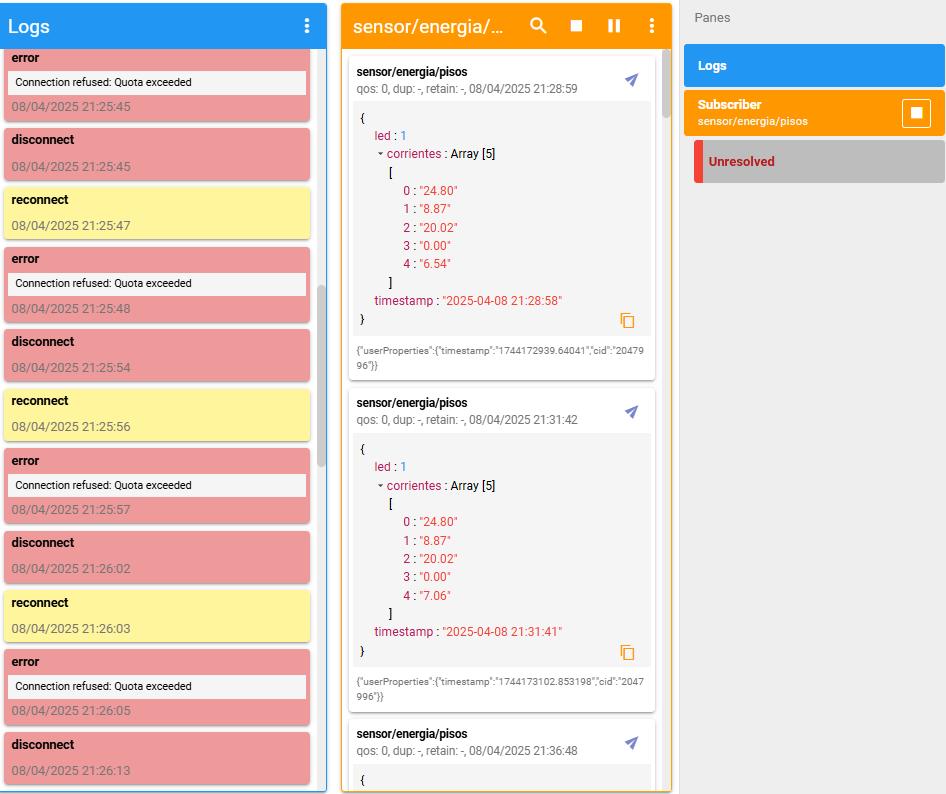 Logs
error
Connection refused: Quota exceeded
08/04/2025 21:25:45
disconnect
08/04/2025 21:25:45
reconnect
08/04/2025 21:25:47
error
Connection refused: Quota exceeded
08/04/2025 21:25:48
disconnect
08/04/2025 21:25:54
reconnect
08/04/2025 21:25:56
error
Connection refused: Quota exceeded
08/04/2025 21:25:57
disconnect
08/04/2025 21:26:02
reconnect
08/04/2025 21:26:03
error
Connection refused: Quota exceeded
08/04/2025 21:26:05
disconnect
08/04/2025 21:26:13
sensor/energia/...
sensor/energia/pisos
qos: 0, dup: -, retain: -, 08/04/2025 21:28:59
{
led : 1
corrientes : Array [5]
[
0 : "24.80"
1 : "8.87"
2 : "20.02"
3 : "0.00"
4 : "6.54"
]
timestamp : "2025-04-08 21:28:58"
}
{"userProperties":{"timestamp":"1744172939.64041","cid":"20479
96"}}
sensor/energia/pisos
qos: 0, dup: -, retain: -, 08/04/2025 21:31:42
{
led : 1
corrientes : Array [5]
[
0 : "24.80"
1 : "8.87"
2 : "20.02"
3 : "0.00"
4 : "7.06"
]
timestamp : "2025-04-08 21:31:41"
}
{"userProperties":{"timestamp":"1744173102.853198","cid":"2047
996"}}
sensor/energia/pisos
qos: 0, dup: -, retain: -, 08/04/2025 21:36:48
{
Panes
Logs
Subscriber
sensor/energia/pisos
Unresolved